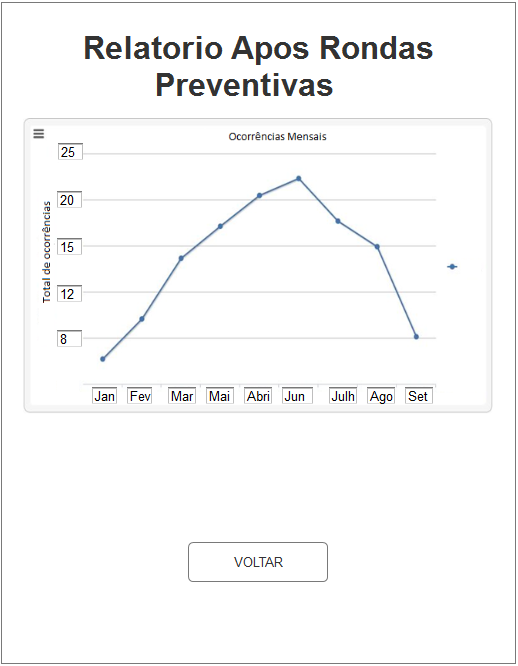 Relatorio Apos Rondas
Preventivas
Ocorrências Mensais
Total de ocorrências
25
20
15
12
8
Jan Fev Mar Mai Abri Jun Julh Ago Set
VOLTAR